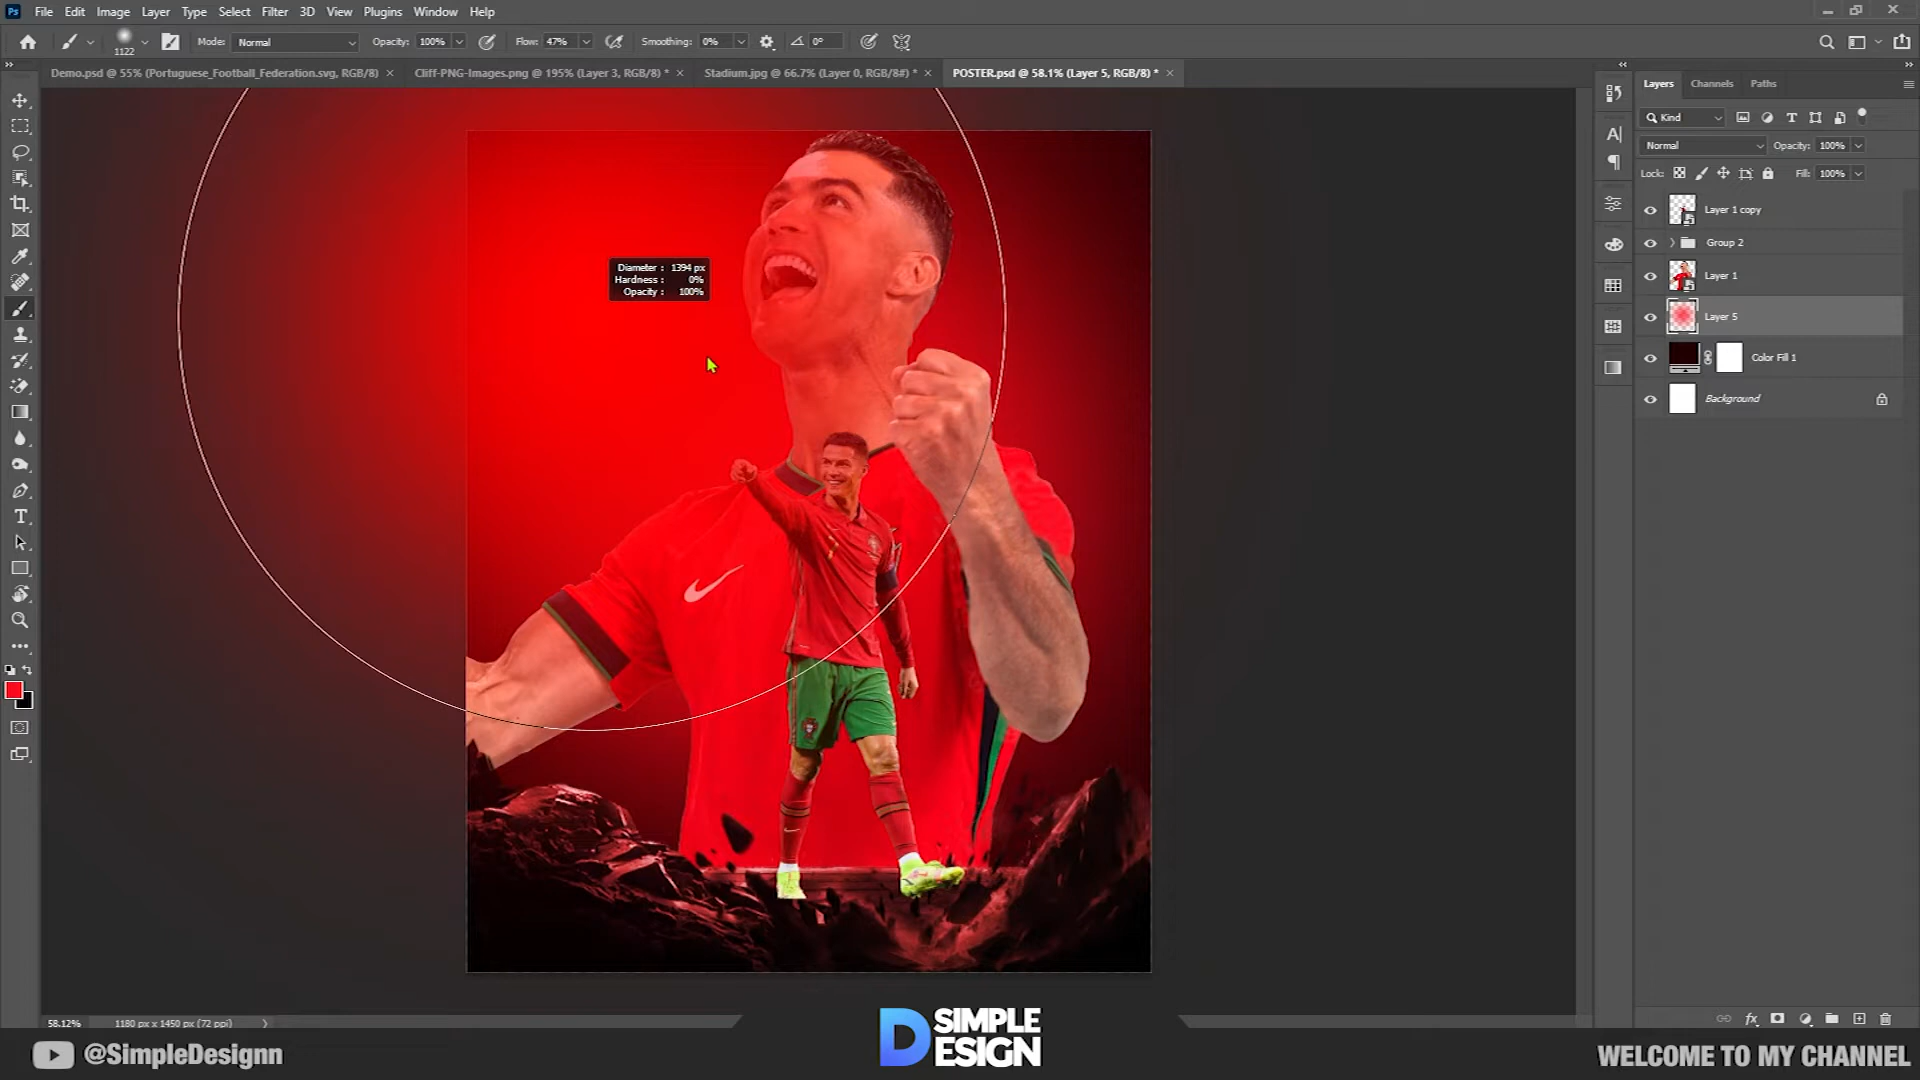 Ps File Edit Image Layer Type Select Filter 3D View Plugins Window Help
1122 Mode: Normal Opacity: 100% Flow: 47% Smoothing: 0% 0°
Demo.psd @ 55% (Portuguese_Football_Federation.svg, RGB/8) × Cliff-PNG-Images.png @ 195% (Layer 3, RGB/8) * × Stadium.jpg @ 66.7% (Layer 0, RGB/8#) * × POSTER.psd @ 58.1% (Layer 5, RGB/8) * ×
Layers Channels Paths
Kind
Normal Opacity: 100%
Lock: Fill: 100%
Layer 1 copy
Group 2
Layer 1
Layer 5
Color Fill 1
Background
Diameter : 1394 px
Hardness : 0%
Opacity : 100%
7
58.12% 1180 px x 1450 px (72 ppi)
@SimpleDesignn
D SIMPLE
ESIGN
WELCOME TO MY CHANNEL